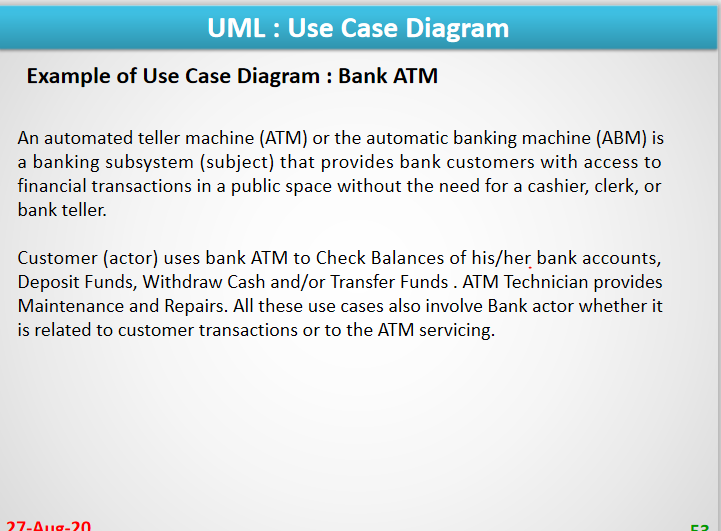 UML : Use Case Diagram
Example of Use Case Diagram : Bank ATM
An automated teller machine (ATM) or the automatic banking machine (ABM) is
a banking subsystem (subject) that provides bank customers with access to
financial transactions in a public space without the need for a cashier, clerk, or
bank teller.
Customer (actor) uses bank ATM to Check Balances of his/her bank accounts,
Deposit Funds, Withdraw Cash and/or Transfer Funds . ATM Technician provides
Maintenance and Repairs. All these use cases also involve Bank actor whether it
is related to customer transactions or to the ATM servicing.
27-Aug-20
53